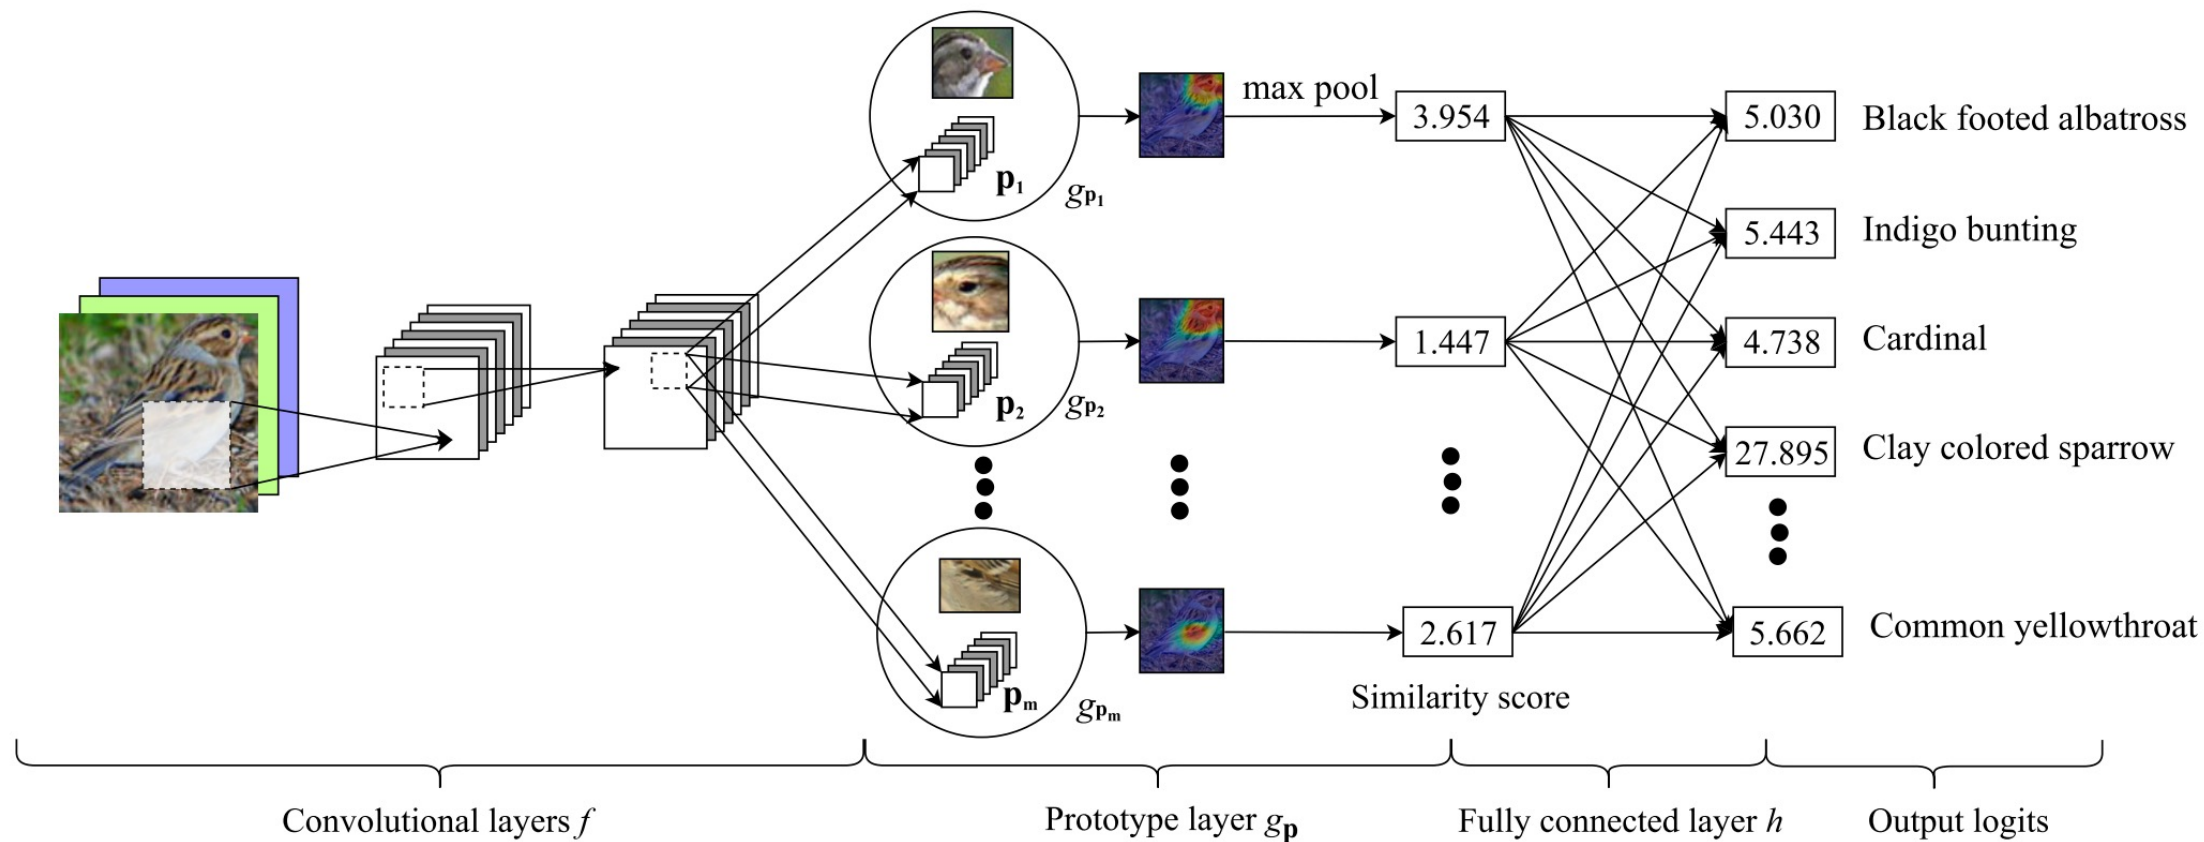 max pool
3.954
5.030
Black footed albatross
p1
gp1
5.443
Indigo bunting
1.447
4.738
Cardinal
p2
gp2
27.895
Clay colored sparrow
2.617
5.662
Common yellowthroat
pm
gpm
Similarity score
Convolutional layers f
Prototype layer gp
Fully connected layer h
Output logits